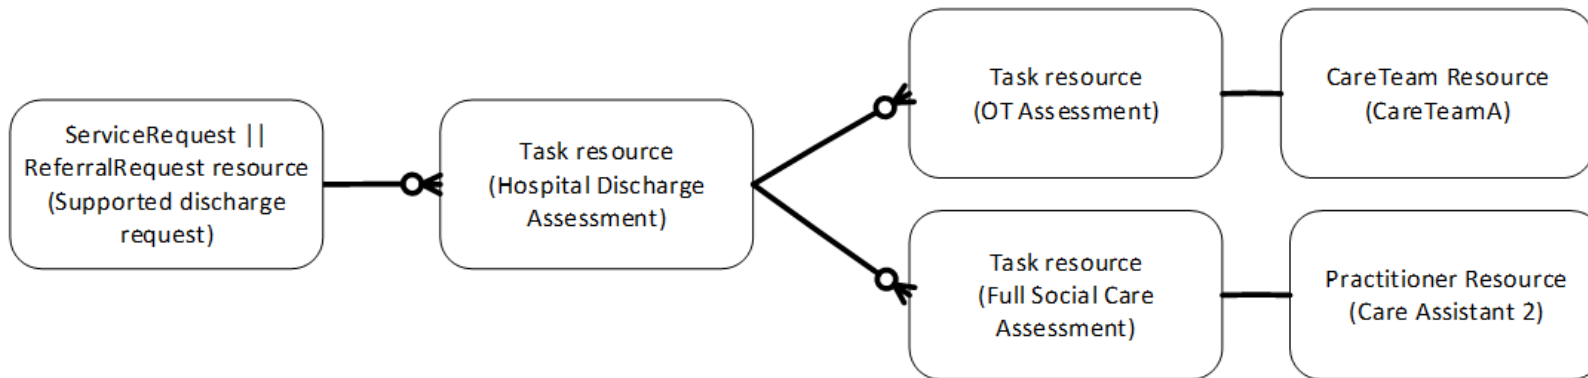 ServiceRequest ||
ReferralRequest resource
(Supported discharge
request)
Task resource
(Hospital Discharge
Assessment)
Task resource
(OT Assessment)
CareTeam Resource
(CareTeamA)
Task resource
(Full Social Care
Assessment)
Practitioner Resource
(Care Assistant 2)